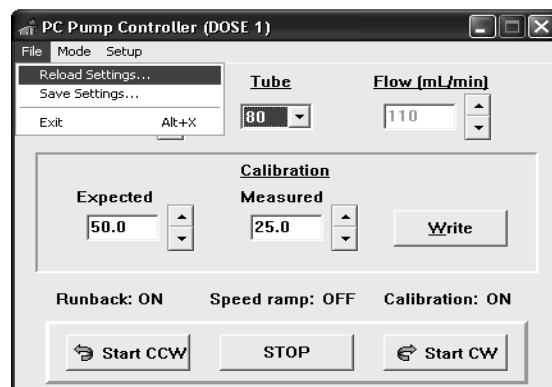 PC Pump Controller (DOSE 1)
File Mode Setup
Reload Settings...
Save Settings...
Exit Alt+X
Tube Flow (mL/min)
80 110
Calibration
Expected Measured
50.0 25.0 Write
Runback: ON Speed ramp: OFF Calibration: ON
Start CCW STOP Start CW